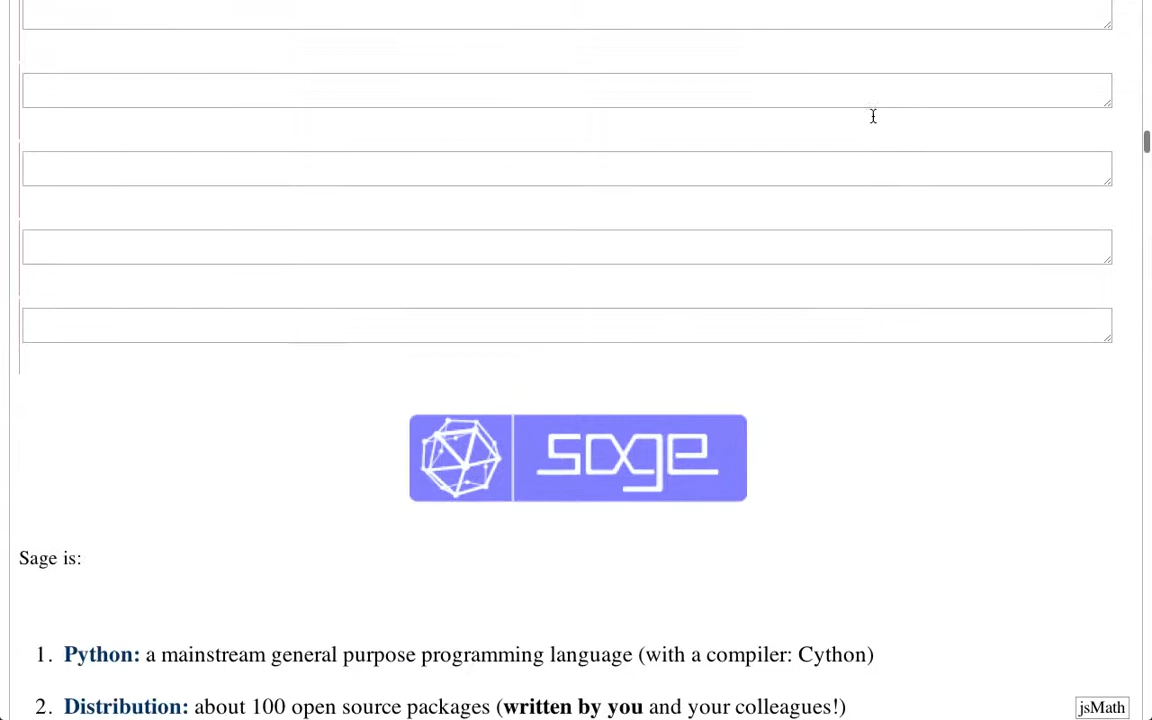 sage
Sage is:
1. Python: a mainstream general purpose programming language (with a compiler: Cython)
2. Distribution: about 100 open source packages (written by you and your colleagues!)
jsMath